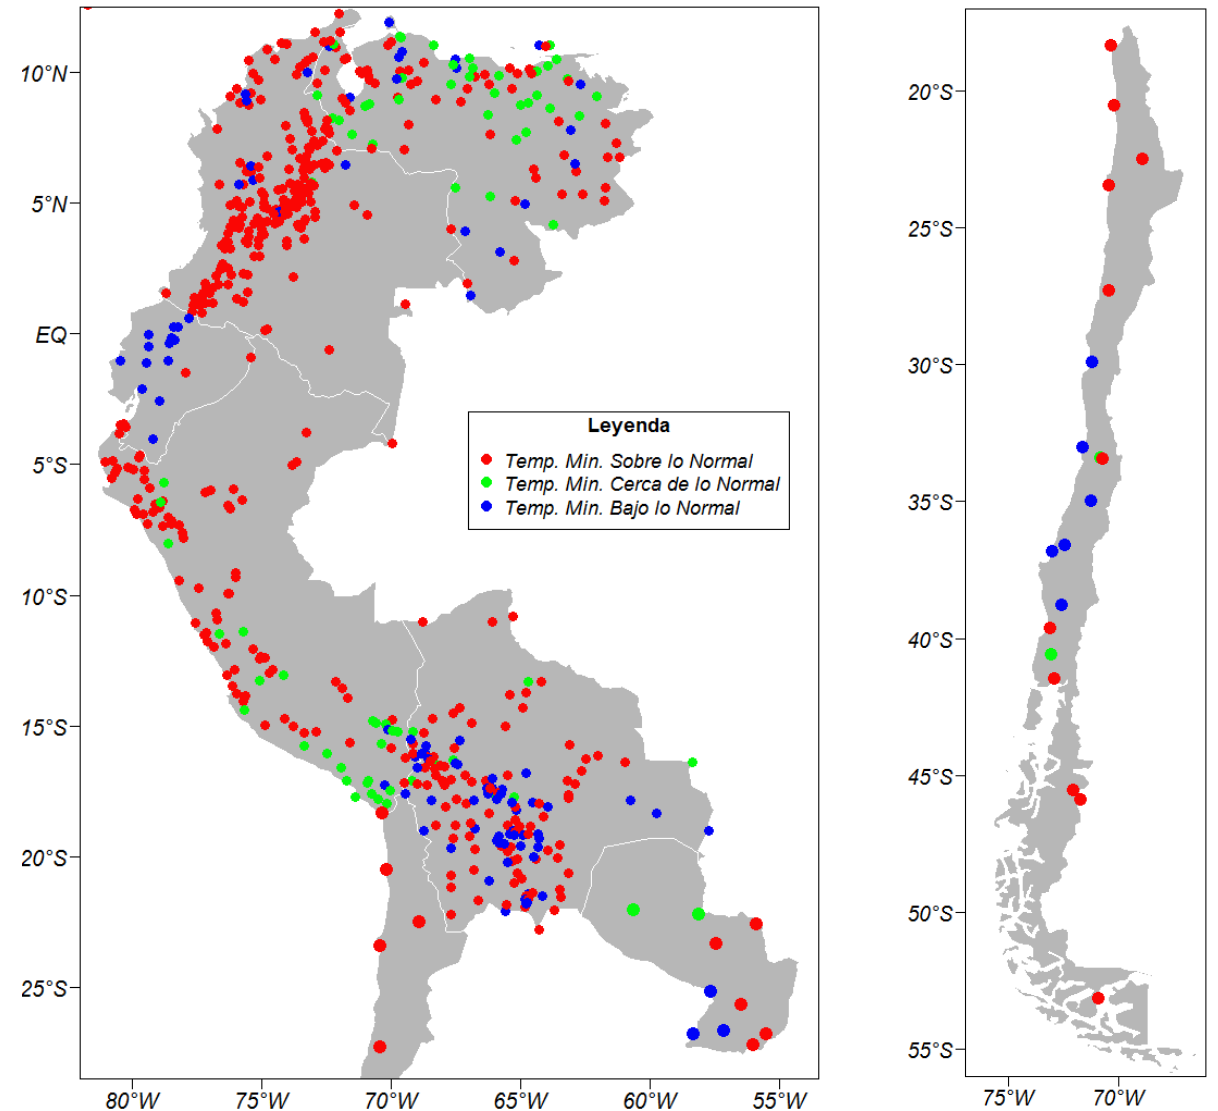 10°N
5°N
EQ
5°S
10°S
15°S
20°S
25°S
80°W 75°W 70°W 65°W 60°W 55°W
Leyenda
Temp. Min. Sobre lo Normal
Temp. Min. Cerca de lo Normal
Temp. Min. Bajo lo Normal
20°S
25°S
30°S
35°S
40°S
45°S
50°S
55°S
75°W 70°W